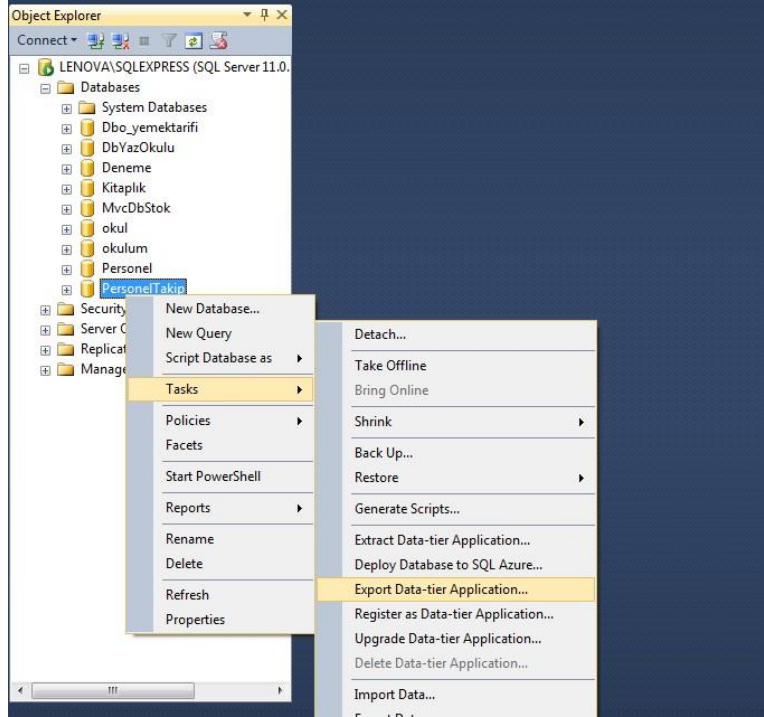 Object Explorer
Connect
LENOVA\SQLEXPRESS (SQL Server 11.0.
Databases
System Databases
Dbo_yemektarifi
DbYazOkulu
Deneme
Kitaplık
MvcDbStok
okul
okulum
Personel
PersonelTakip
Security
Server O
Replicat
Manage
New Database...
New Query
Script Database as
Tasks
Policies
Facets
Start PowerShell
Reports
Rename
Delete
Refresh
Properties
Detach...
Take Offline
Bring Online
Shrink
Back Up...
Restore
Generate Scripts...
Extract Data-tier Application...
Deploy Database to SQL Azure...
Export Data-tier Application...
Register as Data-tier Application...
Upgrade Data-tier Application...
Delete Data-tier Application...
Import Data...